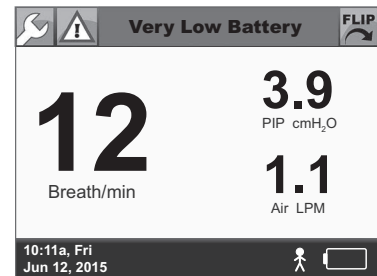 Very Low Battery
FLIP
12
Breath/min
3.9
PIP cmH₂O
1.1
Air LPM
10:11a, Fri
Jun 12, 2015